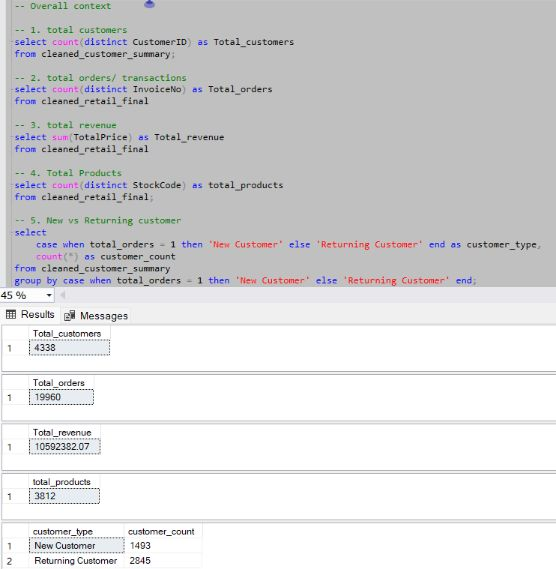 -- Overall context
-- 1. total customers
select count(distinct CustomerID) as Total_customers
from cleaned_customer_summary;
-- 2. total orders/ transactions
select count(distinct InvoiceNo) as Total_orders
from cleaned_retail_final
-- 3. total revenue
select sum(TotalPrice) as Total_revenue
from cleaned_retail_final
-- 4. Total Products
select count(distinct StockCode) as total_products
from cleaned_retail_final;
-- 5. New vs Returning customer
select
case when total_orders = 1 then 'New Customer' else 'Returning Customer' end as customer_type,
count(*) as customer_count
from cleaned_customer_summary
group by case when total_orders = 1 then 'New Customer' else 'Returning Customer' end;
45 %
Results Messages
Total_customers
1 4338
Total_orders
1 19960
Total_revenue
1 10592382.07
total_products
1 3812
customer_type customer_count
1 New Customer 1493
2 Returning Customer 2845